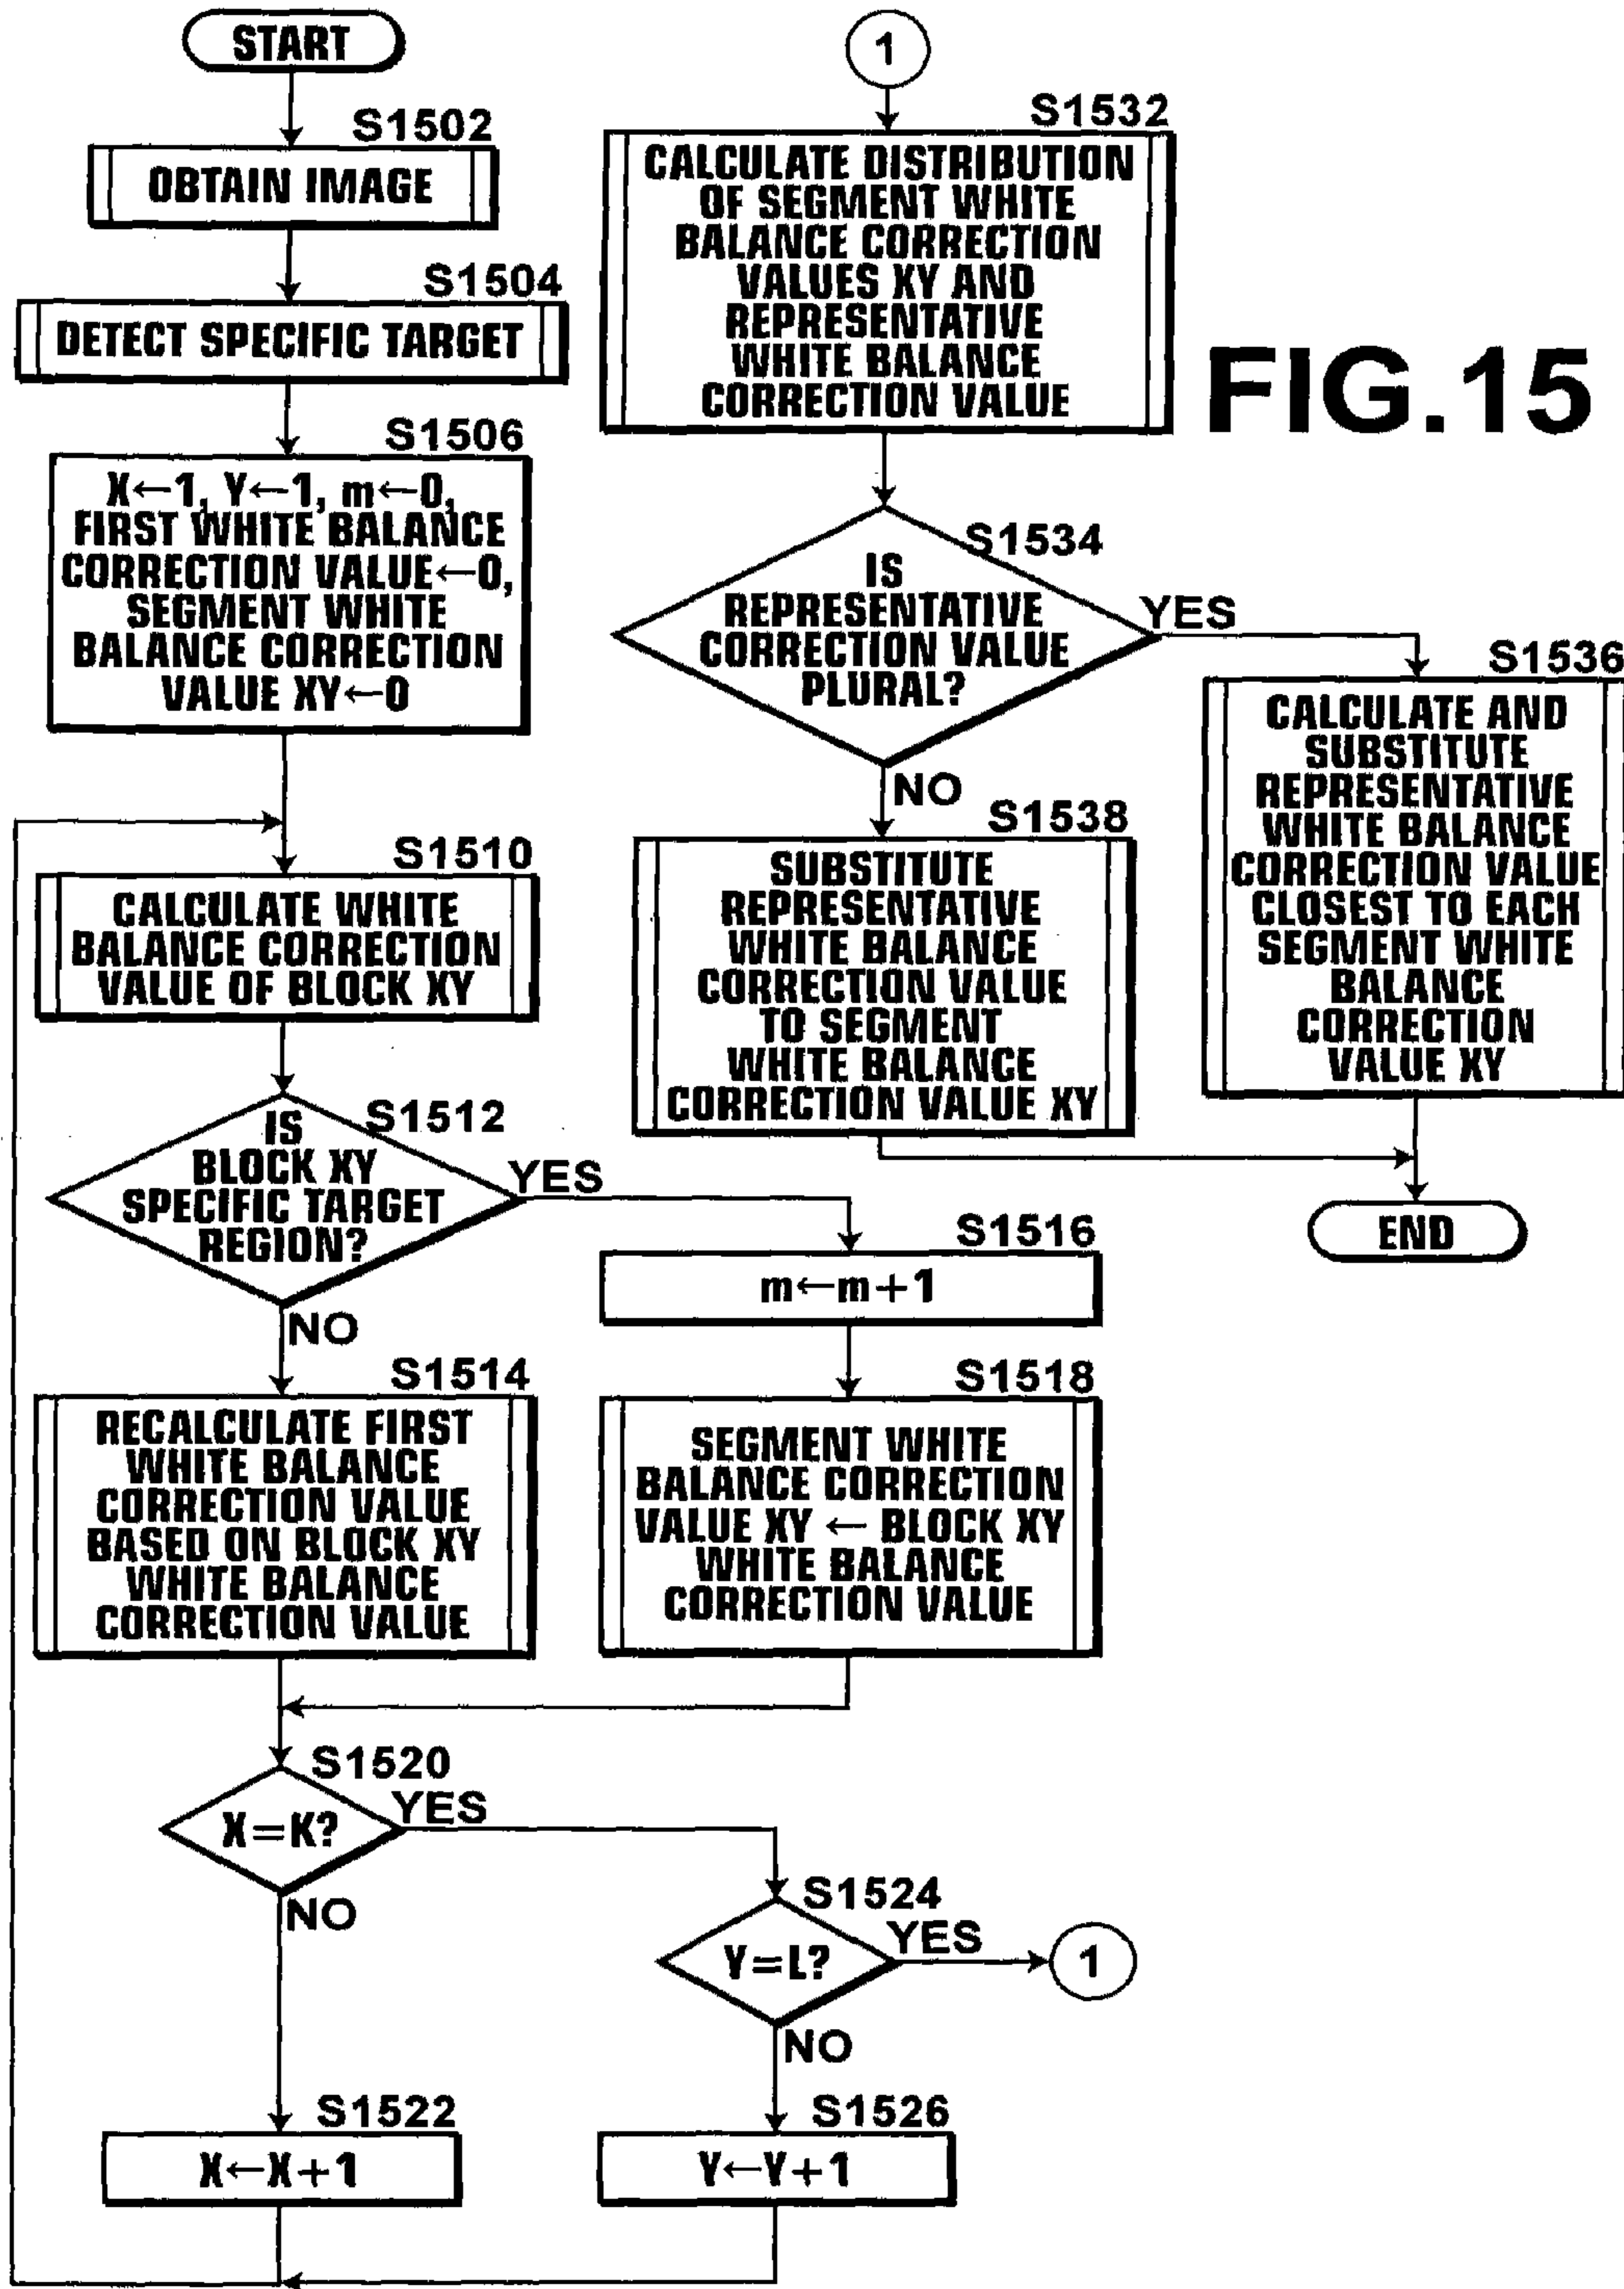 START
S1502
OBTAIN IMAGE
S1504
DETECT SPECIFIC TARGET
S1506
X←1, Y←1, m←0,
FIRST WHITE BALANCE
CORRECTION VALUE←0,
SEGMENT WHITE
BALANCE CORRECTION
VALUE XY←0
S1510
CALCULATE WHITE
BALANCE CORRECTION
VALUE OF BLOCK XY
S1512
IS
BLOCK XY
SPECIFIC TARGET
REGION?
YES
NO
S1514
RECALCULATE FIRST
WHITE BALANCE
CORRECTION VALUE
BASED ON BLOCK XY
WHITE BALANCE
CORRECTION VALUE
S1516
m←m+1
S1518
SEGMENT WHITE
BALANCE CORRECTION
VALUE XY ← BLOCK XY
WHITE BALANCE
CORRECTION VALUE
S1520
X=K?
YES
NO
S1522
X←X+1
S1524
Y=L?
YES
1
NO
S1526
Y←Y+1
1
S1532
CALCULATE DISTRIBUTION
OF SEGMENT WHITE
BALANCE CORRECTION
VALUES XY AND
REPRESENTATIVE
WHITE BALANCE
CORRECTION VALUE
FIG.15
S1534
IS
REPRESENTATIVE
CORRECTION VALUE
PLURAL?
YES
NO
S1536
CALCULATE AND
SUBSTITUTE
REPRESENTATIVE
WHITE BALANCE
CORRECTION VALUE
CLOSEST TO EACH
SEGMENT WHITE
BALANCE
CORRECTION
VALUE XY
S1538
SUBSTITUTE
REPRESENTATIVE
WHITE BALANCE
CORRECTION VALUE
TO SEGMENT
WHITE BALANCE
CORRECTION VALUE XY
END